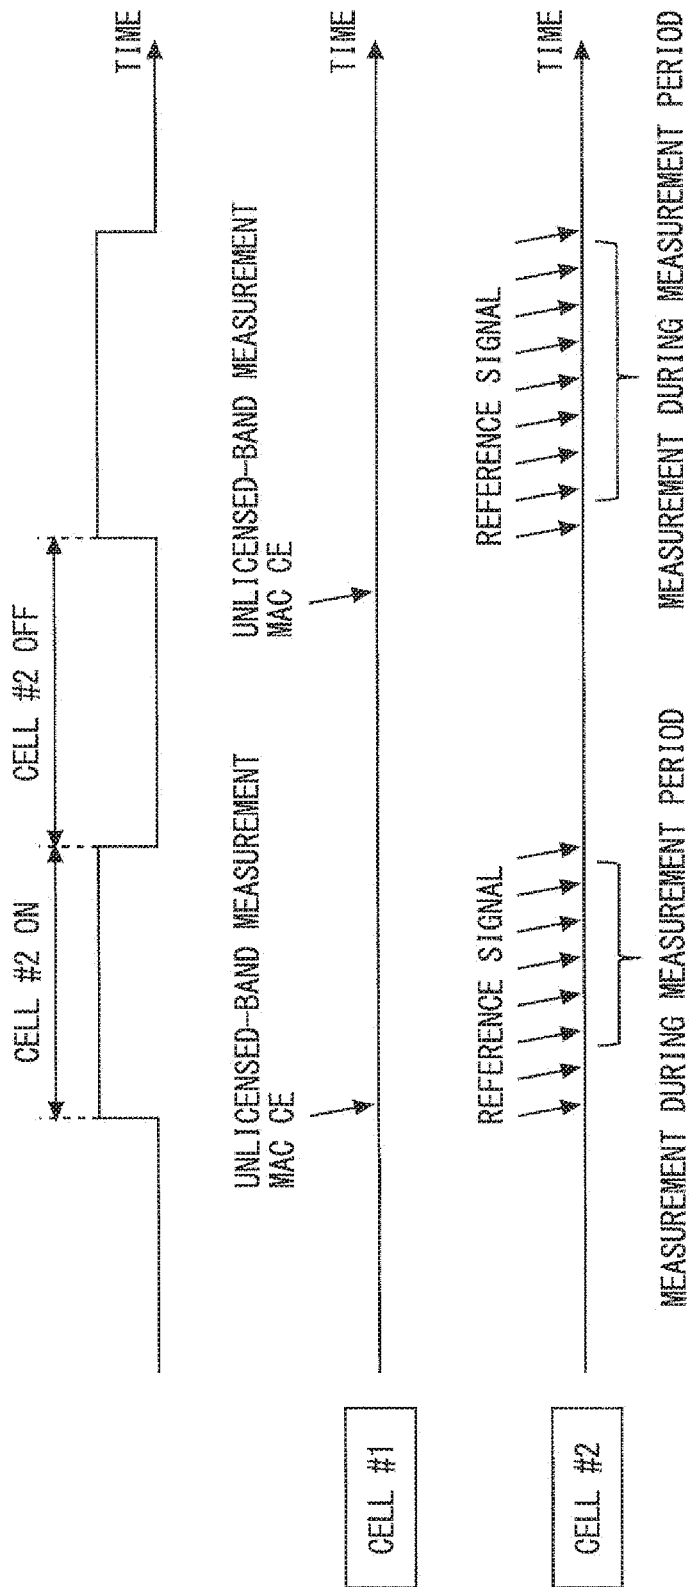 CELL #2 ON
CELL #2 OFF
TIME
UNLICENSED-BAND MEASUREMENT
MAC CE
UNLICENSED-BAND MEASUREMENT
MAC CE
TIME
CELL #1
REFERENCE SIGNAL
REFERENCE SIGNAL
TIME
CELL #2
MEASUREMENT DURING MEASUREMENT PERIOD
MEASUREMENT DURING MEASUREMENT PERIOD